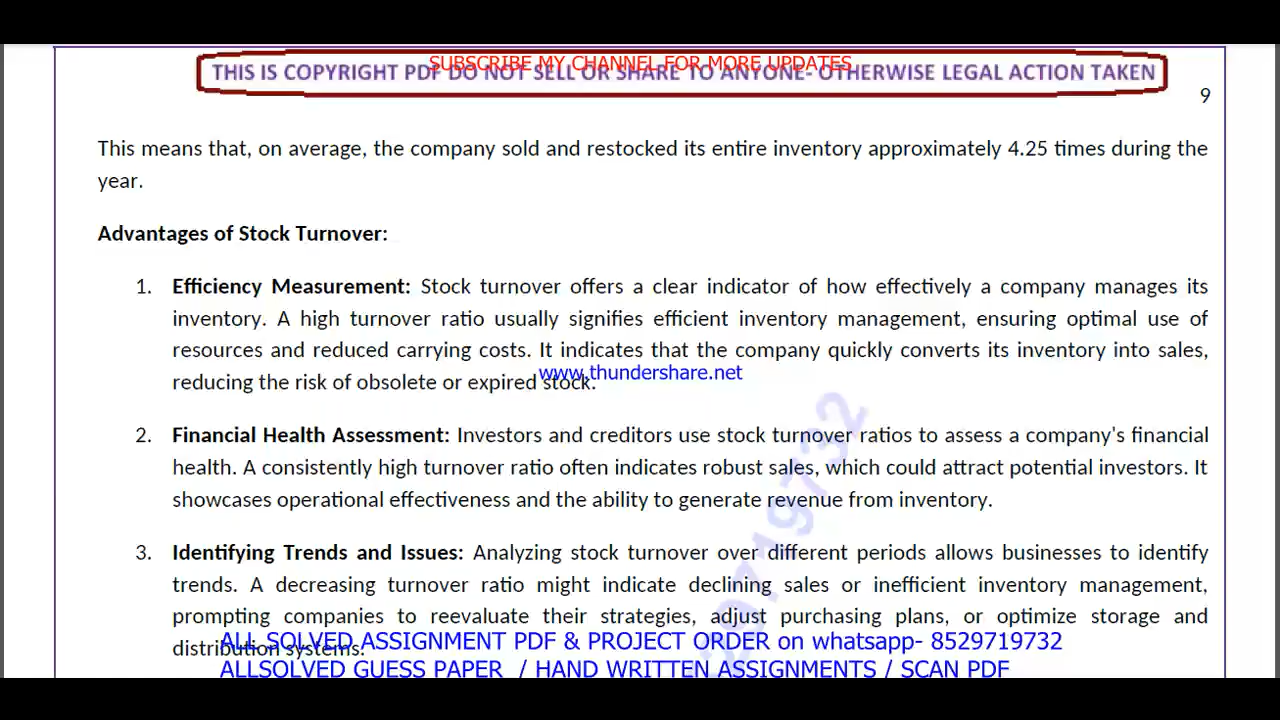 SUBSCRIBE MY CHANNEL FOR MORE UPDATES
THIS IS COPYRIGHT PDF DO NOT SELL OR SHARE TO ANYONE- OTHERWISE LEGAL ACTION TAKEN
9
This means that, on average, the company sold and restocked its entire inventory approximately 4.25 times during the
year.
Advantages of Stock Turnover:
1. Efficiency Measurement: Stock turnover offers a clear indicator of how effectively a company manages its
inventory. A high turnover ratio usually signifies efficient inventory management, ensuring optimal use of
resources and reduced carrying costs. It indicates that the company quickly converts its inventory into sales,
www.thundershare.net
reducing the risk of obsolete or expired stock.
2. Financial Health Assessment: Investors and creditors use stock turnover ratios to assess a company's financial
health. A consistently high turnover ratio often indicates robust sales, which could attract potential investors. It
showcases operational effectiveness and the ability to generate revenue from inventory.
3. Identifying Trends and Issues: Analyzing stock turnover over different periods allows businesses to identify
trends. A decreasing turnover ratio might indicate declining sales or inefficient inventory management,
prompting companies to reevaluate their strategies, adjust purchasing plans, or optimize storage and
distribution systems.
ALL SOLVED ASSIGNMENT PDF & PROJECT ORDER on whatsapp- 8529719732
ALLSOLVED GUESS PAPER / HAND WRITTEN ASSIGNMENTS / SCAN PDF